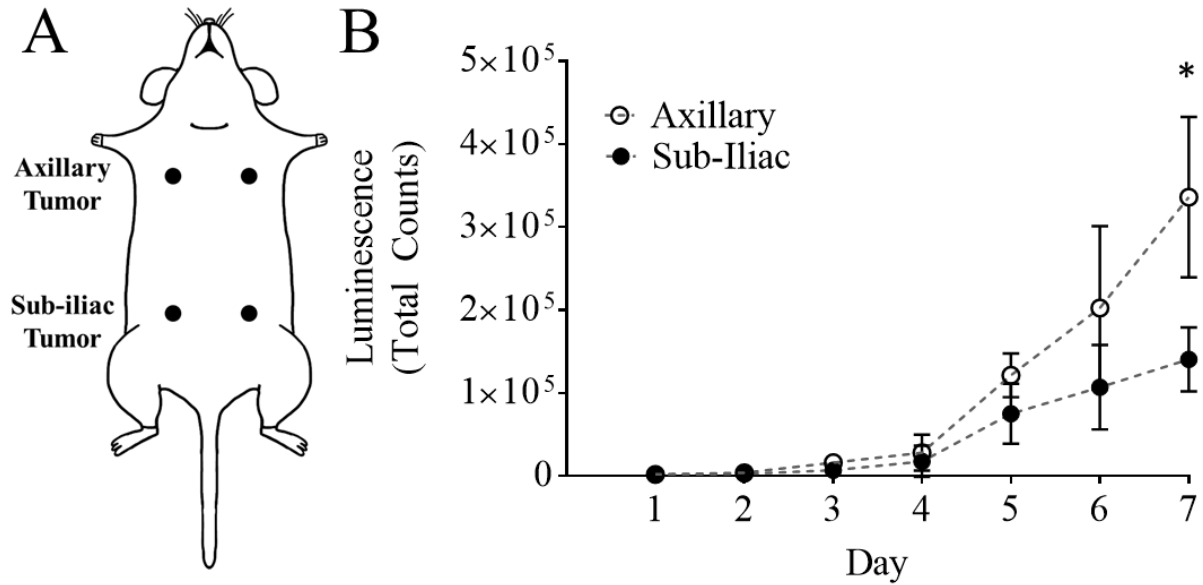 A
Axillary
Tumor
Sub-iliac
Tumor
B
Luminescence
(Total Counts)
5×10⁵
4×10⁵
3×10⁵
2×10⁵
1×10⁵
0
Axillary
Sub-Iliac
*
1 2 3 4 5 6 7
Day